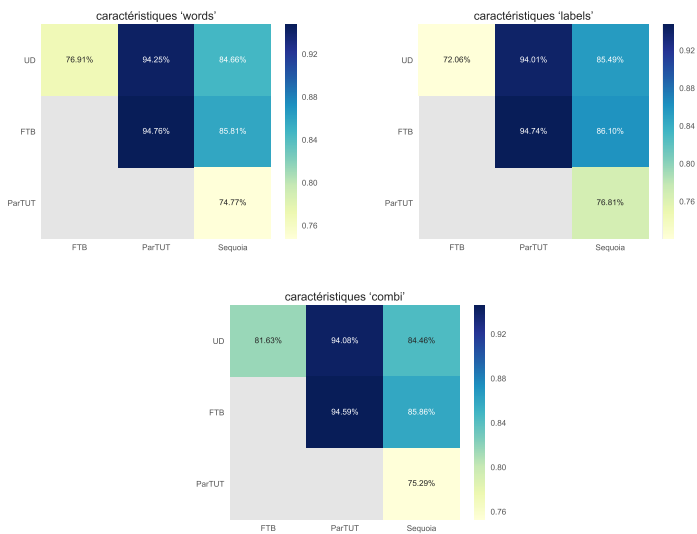 caractéristiques ‘words’
UD 76.91% 94.25% 84.66%
FTB 94.76% 85.81%
ParTUT 74.77%
FTB ParTUT Sequoia
0.92
0.88
0.84
0.80
0.76
caractéristiques ‘labels’
UD 72.06% 94.01% 85.49%
FTB 94.74% 86.10%
ParTUT 76.81%
FTB ParTUT Sequoia
0.92
0.88
0.84
0.80
0.76
caractéristiques ‘combi’
UD 81.63% 94.08% 84.46%
FTB 94.59% 85.86%
ParTUT 75.29%
FTB ParTUT Sequoia
0.92
0.88
0.84
0.80
0.76